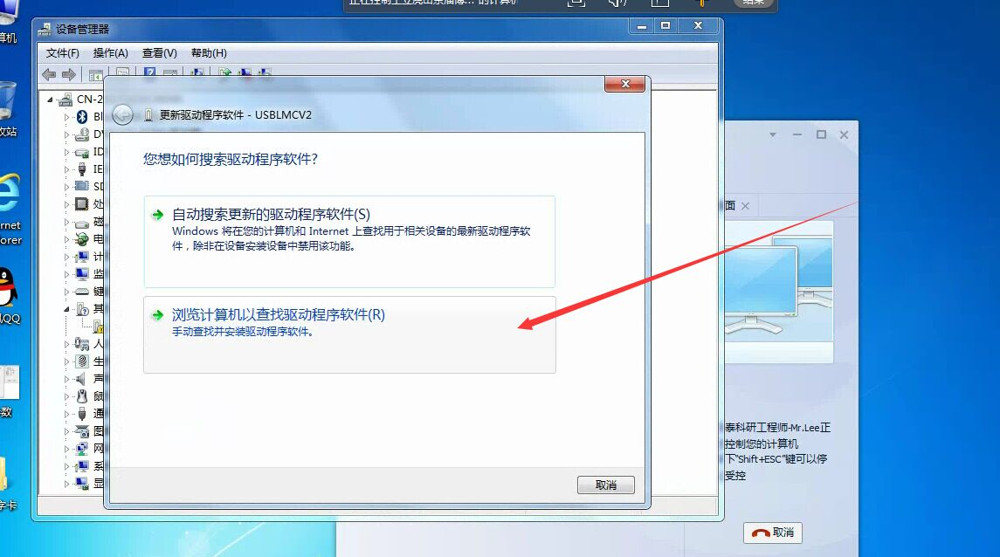 结束
算机
设备管理器
文件(F) 操作(A) 查看(V) 帮助(H)
CN-2
更新驱动程序软件 - USBLMCV2
ID
IE
处
磁
电
计
监
键
其
人
生
声
鼠
通
图
网
系
显
您想如何搜索驱动程序软件?
自动搜索更新的驱动程序软件(S)
Windows 将在您的计算机和 Internet 上查找用于相关设备的最新驱动程序软
件，除非在设备安装设备中禁用该功能。
浏览计算机以查找驱动程序软件(R)
手动查找并安装驱动程序软件。
取消
面
泰科研工程师-Mr.Lee正
控制您的计算机
下"Shift+ESC"键可以停
受控
取消
收站
rnet
orer
QQ
数
字卡